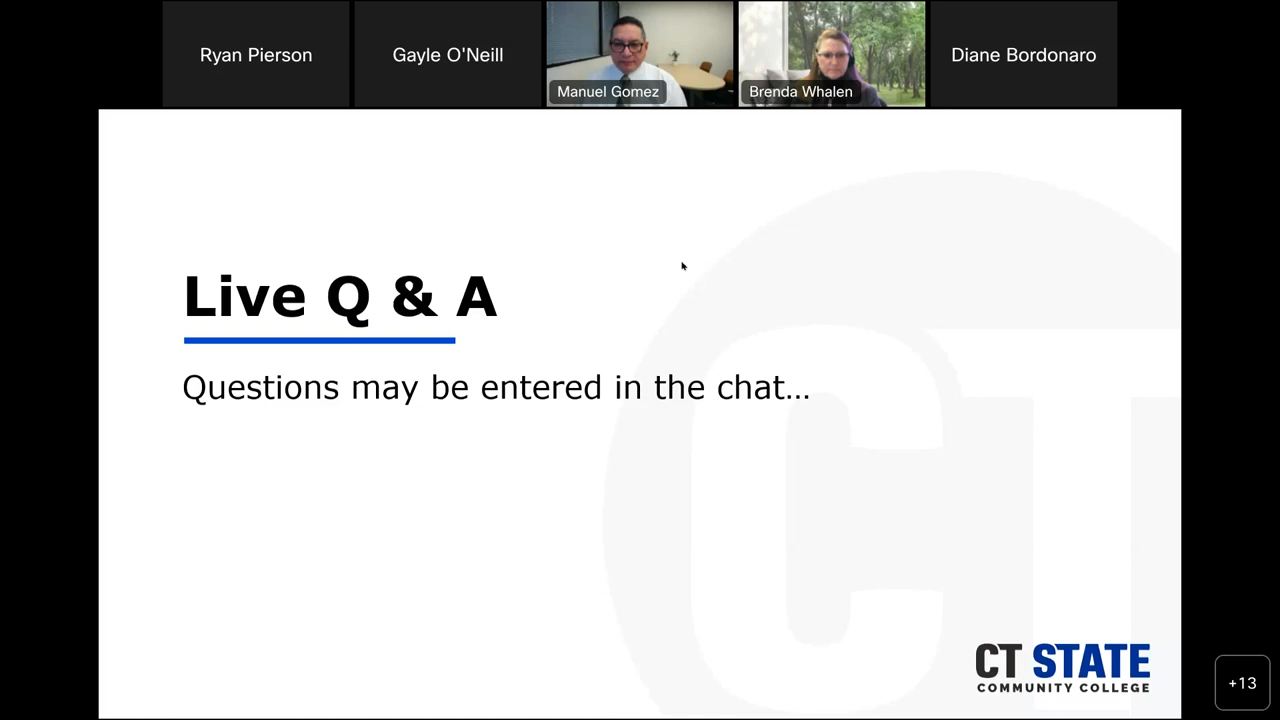 Ryan Pierson
Gayle O'Neill
Manuel Gomez
Brenda Whalen
Diane Bordonaro
Live Q & A
Questions may be entered in the chat...
CT
CT STATE
COMMUNITY COLLEGE
+13